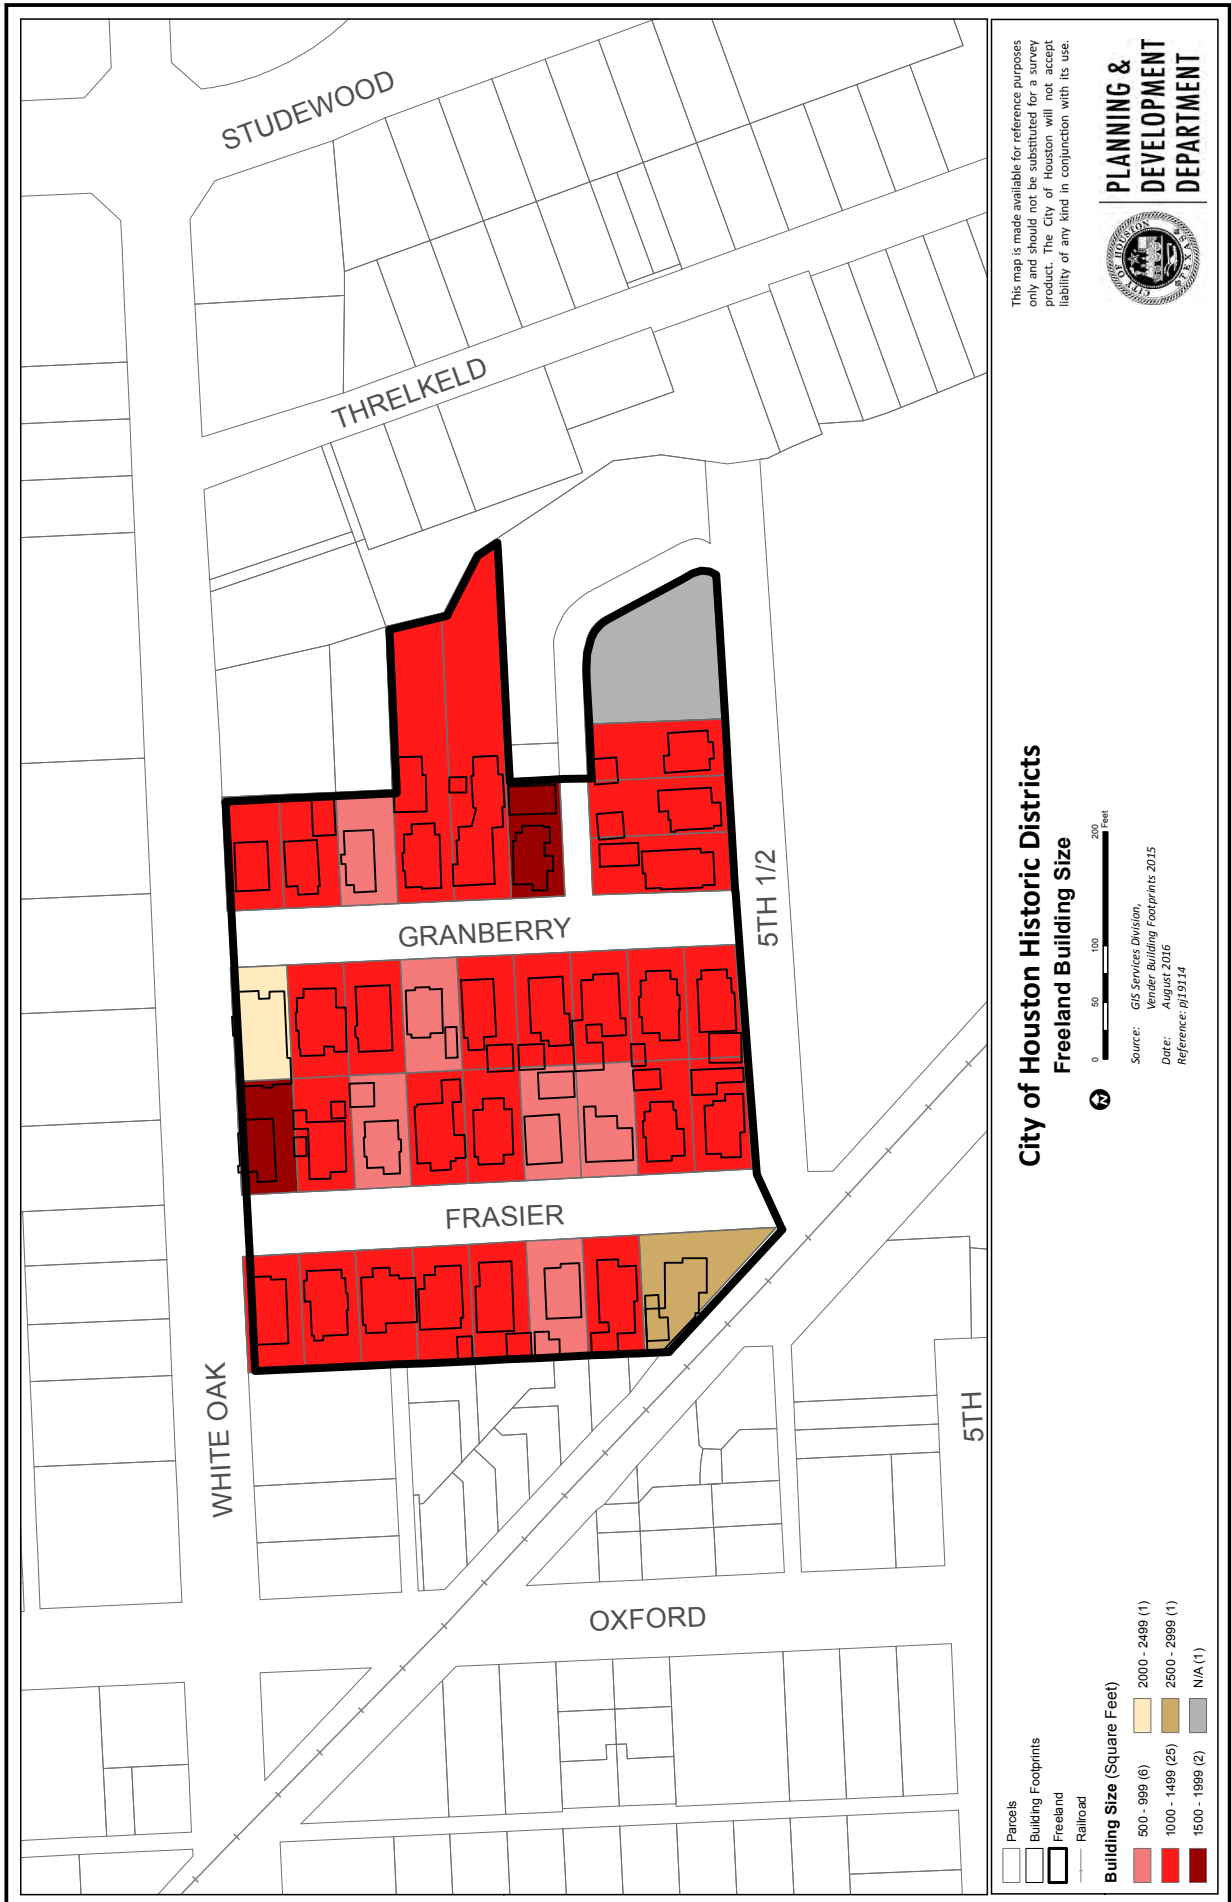 STUDEWOOD
THRELKELD
GRANBERRY
5TH 1/2
FRASIER
WHITE OAK
5TH
OXFORD
Parcels
Building Footprints
Freeland
Railroad
Building Size (Square Feet)
500 - 999 (6)
1000 - 1499 (25)
1500 - 1999 (2)
2000 - 2499 (1)
2500 - 2999 (1)
N/A (1)
City of Houston Historic Districts
Freeland Building Size
0 50 100 200
Feet
Source: GIS Services Division,
Vender Building Footprints 2015
Date: August 2016
Reference: pj19114
This map is made available for reference purposes
only and should not be substituted for a survey
product. The City of Houston will not accept
liability of any kind in conjunction with its use.
CITY OF HOUSTON
TEXAS
PLANNING &
DEVELOPMENT
DEPARTMENT